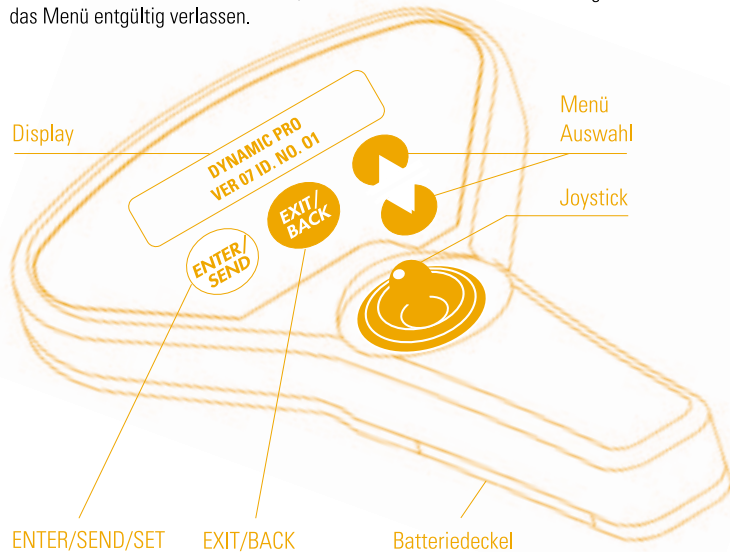 das Menü entgültig verlassen.
Display
Menü
Auswahl
Joystick
DYNAMIC PRO
VER 07 ID. NO. 01
EXIT/
BACK
ENTER/
SEND
ENTER/SEND/SET
EXIT/BACK
Batteriedeckel